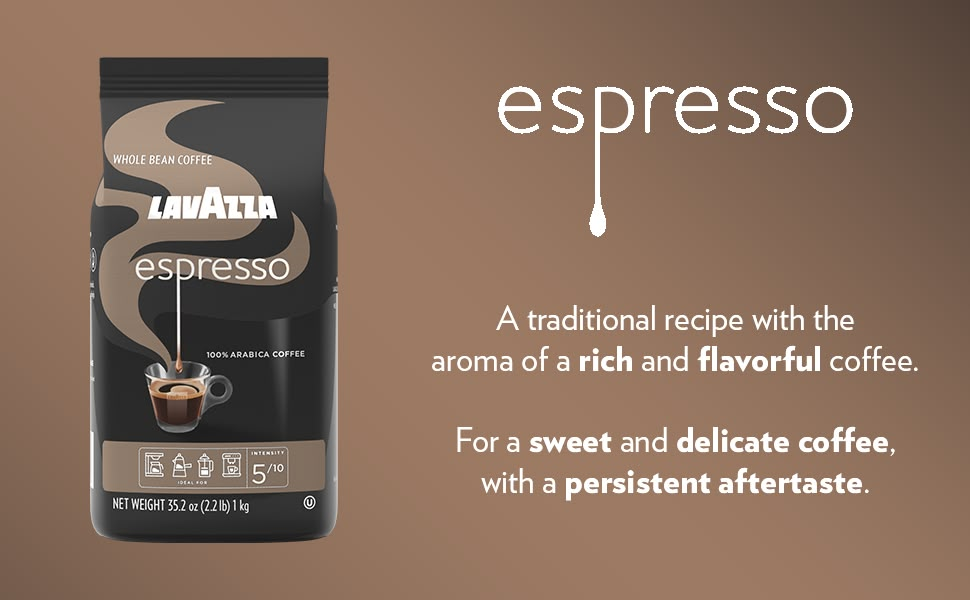 WHOLE BEAN COFFEE
LAVAZZA
espresso
100% ARABICA COFFEE
IDEAL FOR
INTENSITY
5/10
NET WEIGHT 35.2 oz (2.2 lb) 1 kg
U
espresso
A traditional recipe with the
aroma of a rich and flavorful coffee.
For a sweet and delicate coffee,
with a persistent aftertaste.